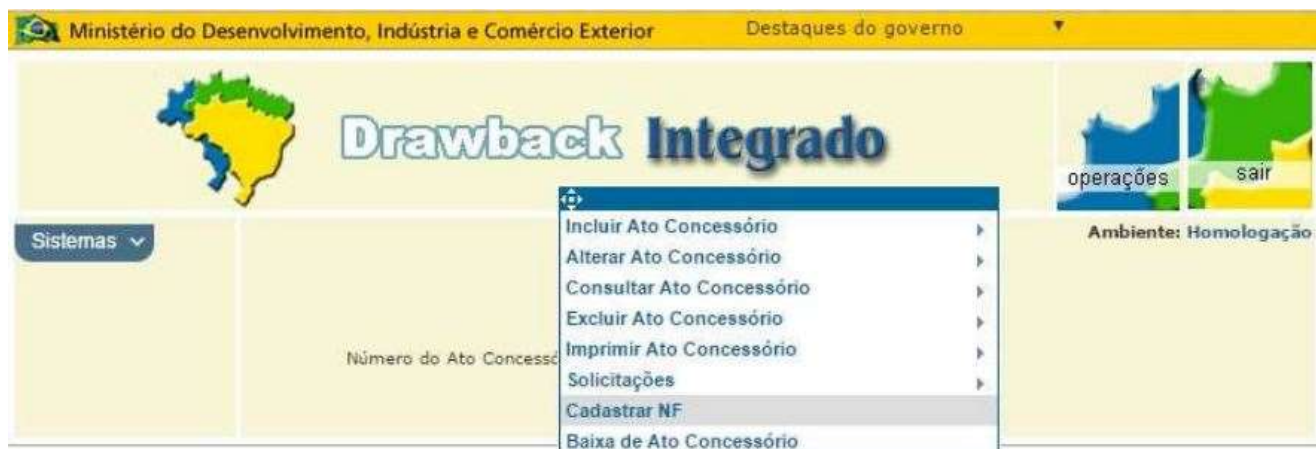 Ministério do Desenvolvimento, Indústria e Comércio Exterior
Destaques do governo
Drawback Integrado
operações
sair
Sistemas
Ambiente: Homologação
Incluir Ato Concessório
Alterar Ato Concessório
Consultar Ato Concessório
Excluir Ato Concessório
Número do Ato Concessó
Imprimir Ato Concessório
Solicitações
Cadastrar NF
Baixa de Ato Concessório